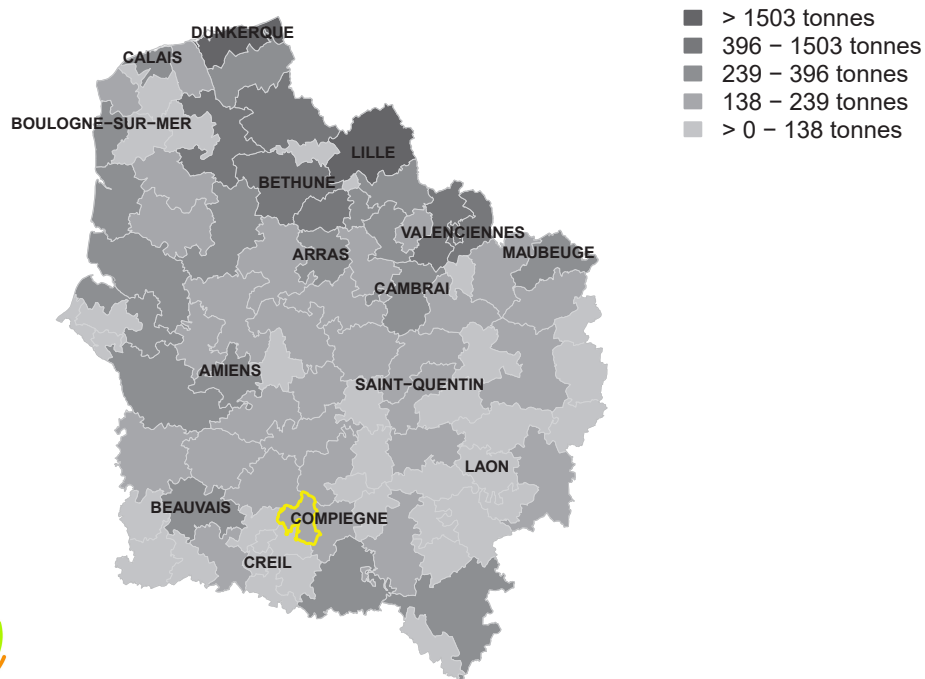 > 1503 tonnes
396 − 1503 tonnes
239 − 396 tonnes
138 − 239 tonnes
> 0 − 138 tonnes
DUNKERQUE
CALAIS
BOULOGNE−SUR−MER
LILLE
BETHUNE
VALENCIENNES
MAUBEUGE
ARRAS
CAMBRAI
AMIENS
SAINT−QUENTIN
LAON
BEAUVAIS
COMPIEGNE
CREIL